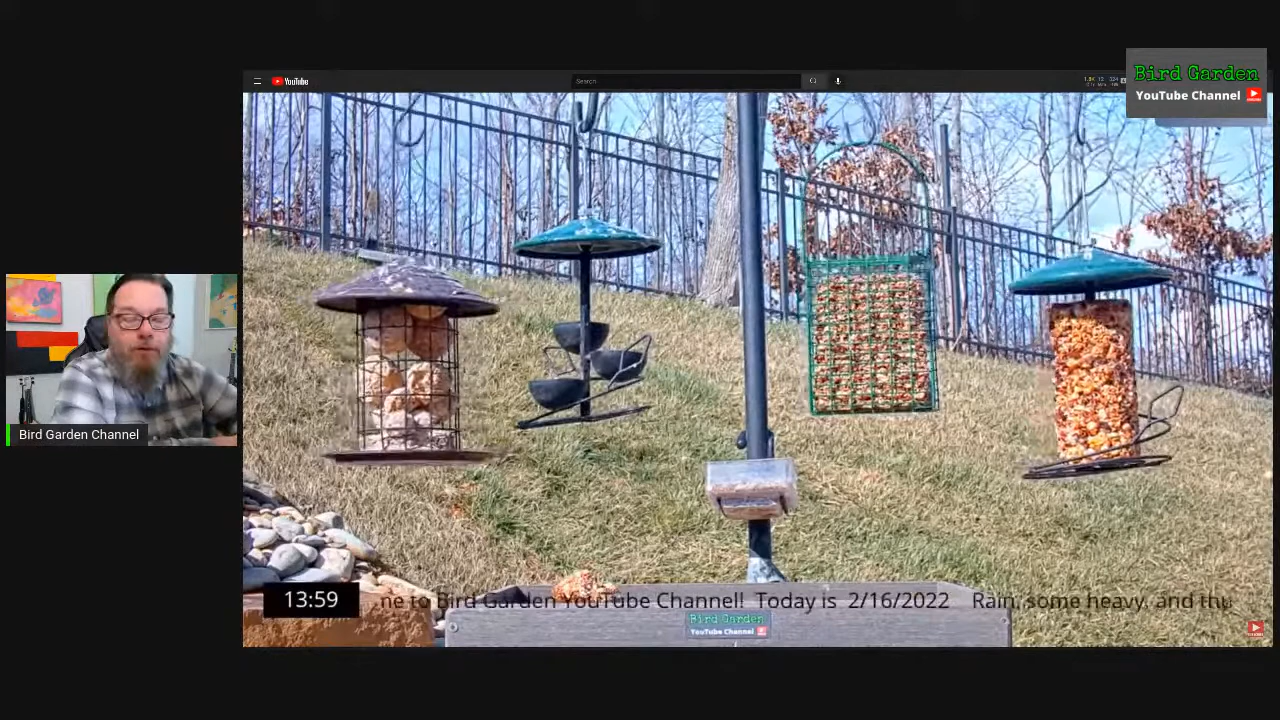 YouTube
Search
Bird Garden
YouTube Channel
Bird Garden Channel
13:59
ne to Bird Garden YouTube Channel! Today is 2/16/2022 Rain, some heavy, and thu
Bird Garden
YouTube Channel